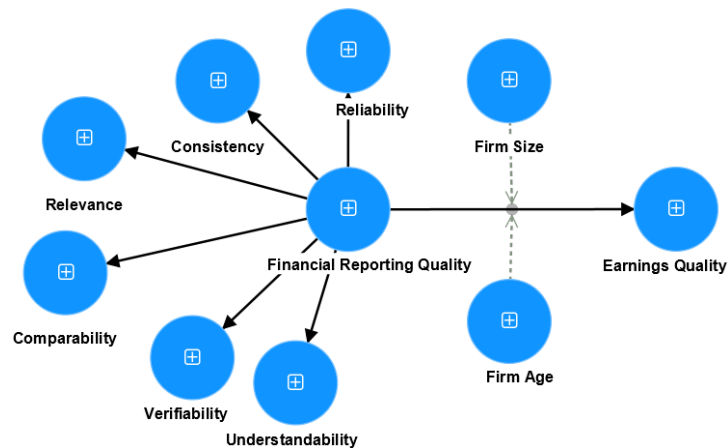 Reliability
Consistency
Firm Size
Relevance
Financial Reporting Quality
Earnings Quality
Comparability
Firm Age
Verifiability
Understandability